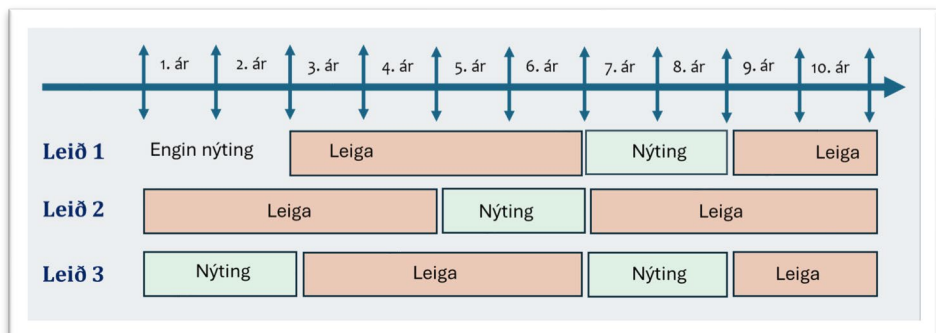 1. ár 2. ár 3. ár 4. ár 5. ár 6. ár 7. ár 8. ár 9. ár 10. ár
Leið 1 Engin nýting Leiga Nýting Leiga
Leið 2 Leiga Nýting Leiga
Leið 3 Nýting Leiga Nýting Leiga